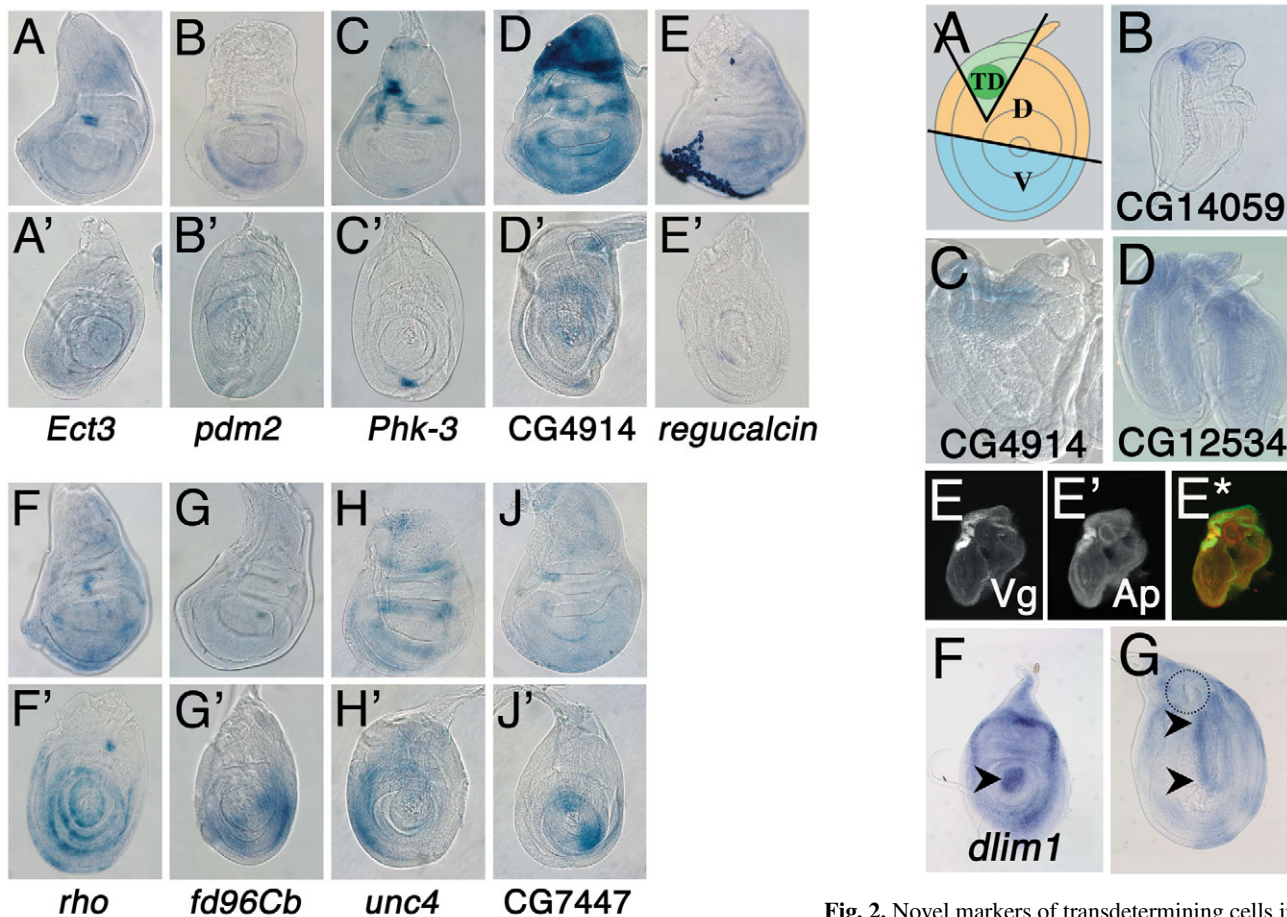 A B C D E
A' B' C' D' E'
Ect3 pdm2 Phk-3 CG4914 regucalcin
F G H J
F' G' H' J'
rho fd96Cb unc4 CG7447
A B
TD
D
V
CG14059
C D
CG4914 CG12534
E E' E*
Vg Ap
F G
dlim1
Fig. 2. Novel markers of transdetermining cells i